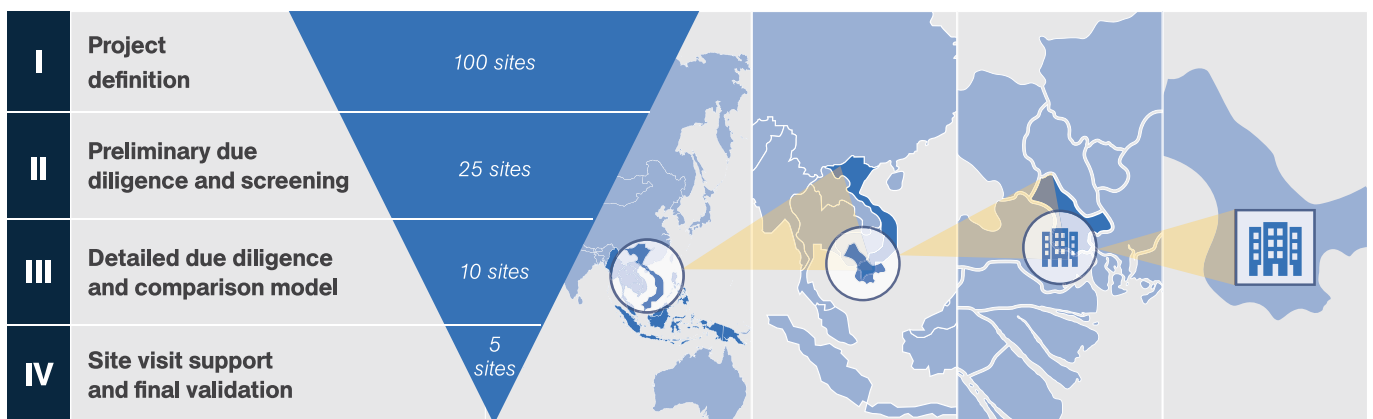 I
Project
definition
100 sites
II
Preliminary due
diligence and screening
25 sites
III
Detailed due diligence
and comparison model
10 sites
IV
Site visit support
and final validation
5
sites